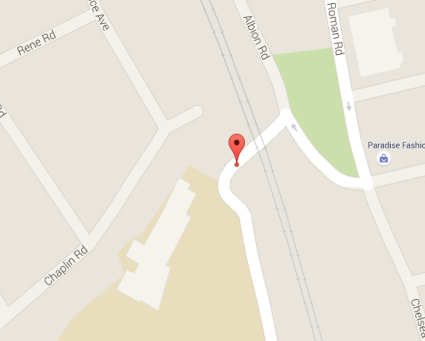 ce Ave
Rene Rd
Albion Rd
Roman Rd
Paradise Fashio
Chaplin Rd
Chelsea